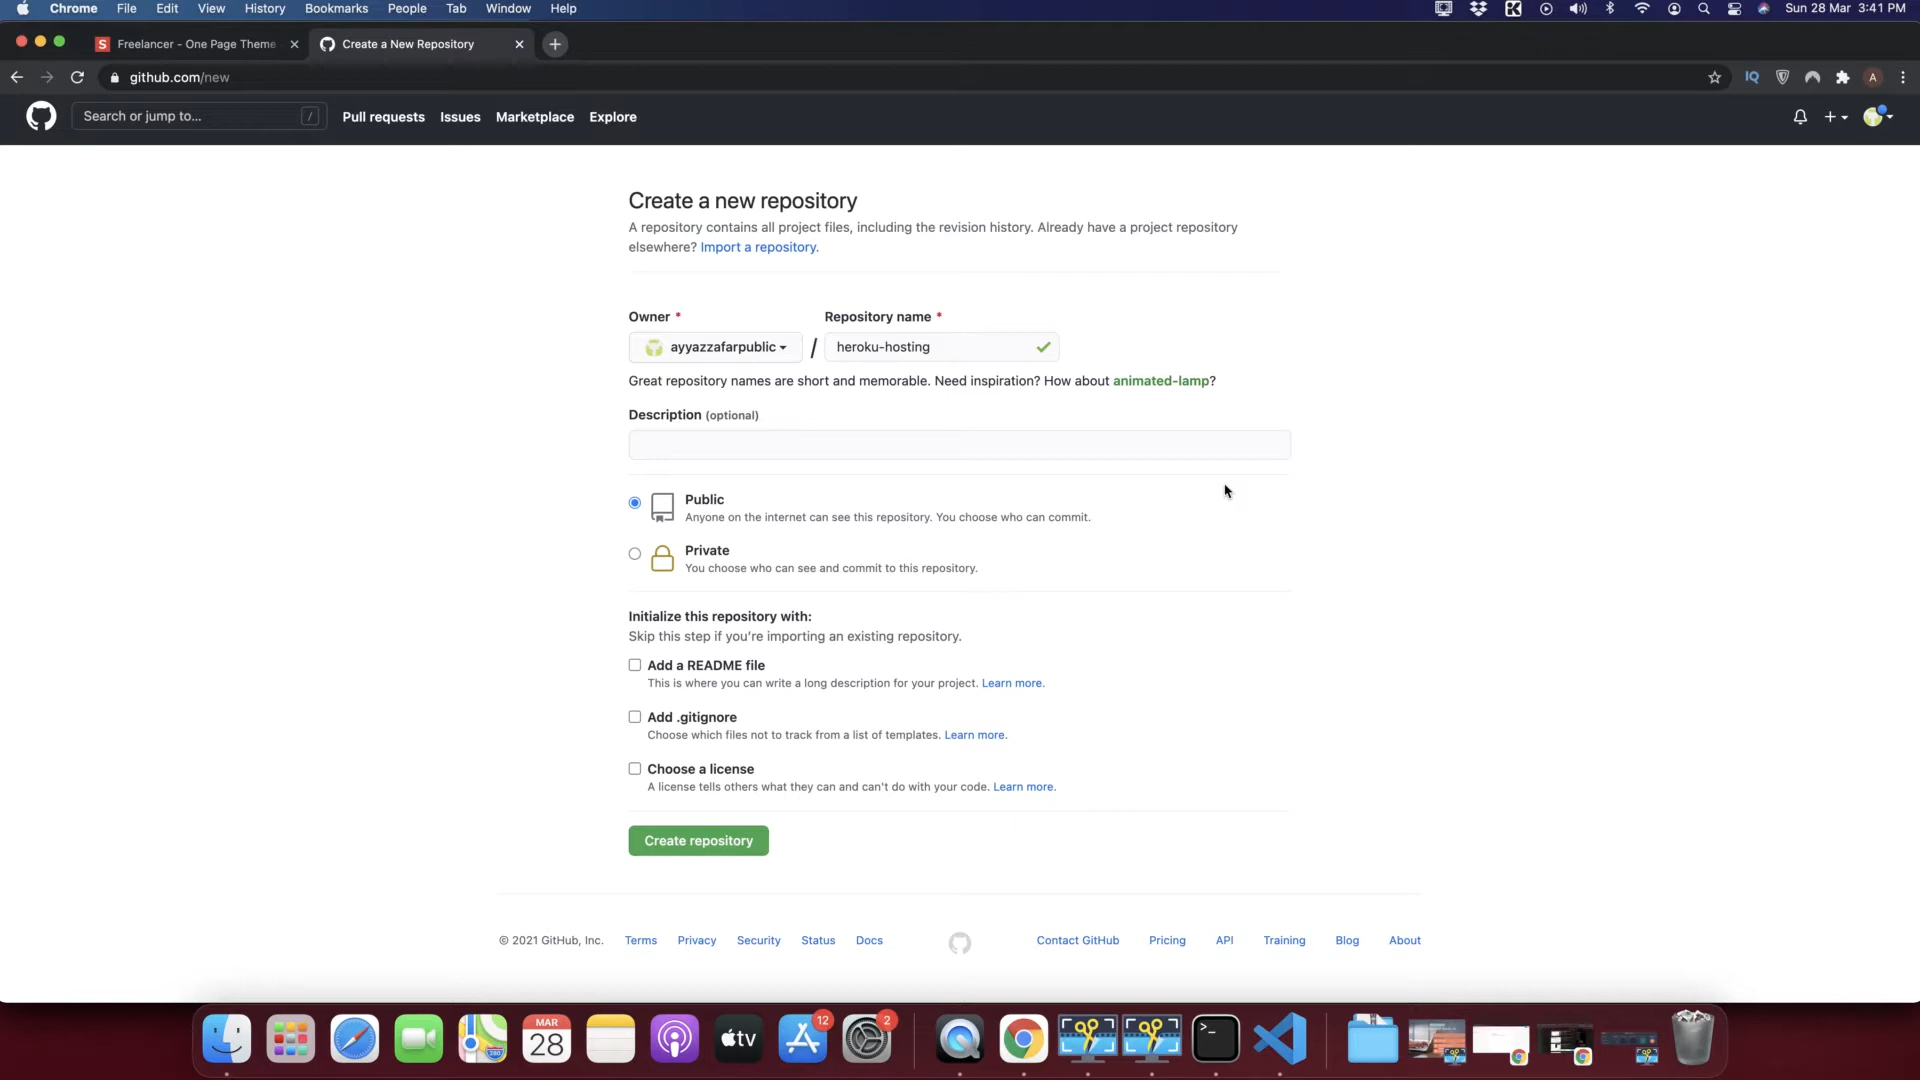 Chrome File Edit View History Bookmarks People Tab Window Help Sun 28 Mar 3:41 PM
S Freelancer - One Page Theme Create a New Repository
github.com/new IQ A
Search or jump to... / Pull requests Issues Marketplace Explore
Create a new repository
A repository contains all project files, including the revision history. Already have a project repository
elsewhere? Import a repository.
Owner * Repository name *
ayyazzafarpublic / heroku-hosting
Great repository names are short and memorable. Need inspiration? How about animated-lamp?
Description (optional)
Public
Anyone on the internet can see this repository. You choose who can commit.
Private
You choose who can see and commit to this repository.
Initialize this repository with:
Skip this step if you're importing an existing repository.
Add a README file
This is where you can write a long description for your project. Learn more.
Add .gitignore
Choose which files not to track from a list of templates. Learn more.
Choose a license
A license tells others what they can and can't do with your code. Learn more.
Create repository
© 2021 GitHub, Inc. Terms Privacy Security Status Docs Contact GitHub Pricing API Training Blog About
MAR
28
280
tv
12
2
>_